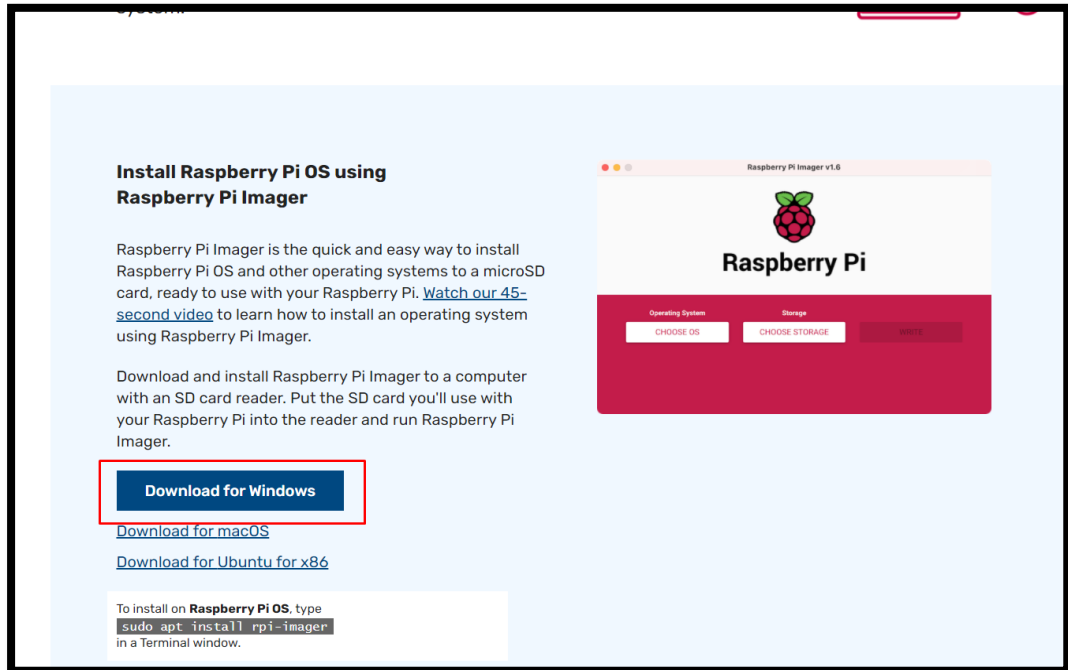 Install Raspberry Pi OS using
Raspberry Pi Imager
Raspberry Pi Imager is the quick and easy way to install
Raspberry Pi OS and other operating systems to a microSD
card, ready to use with your Raspberry Pi. Watch our 45-
second video to learn how to install an operating system
using Raspberry Pi Imager.
Download and install Raspberry Pi Imager to a computer
with an SD card reader. Put the SD card you'll use with
your Raspberry Pi into the reader and run Raspberry Pi
Imager.
Download for Windows
Download for macOS
Download for Ubuntu for x86
To install on Raspberry Pi OS, type
sudo apt install rpi-imager
in a Terminal window.
Raspberry Pi Imager v1.6
Raspberry Pi
Operating System Storage
CHOOSE OS CHOOSE STORAGE WRITE